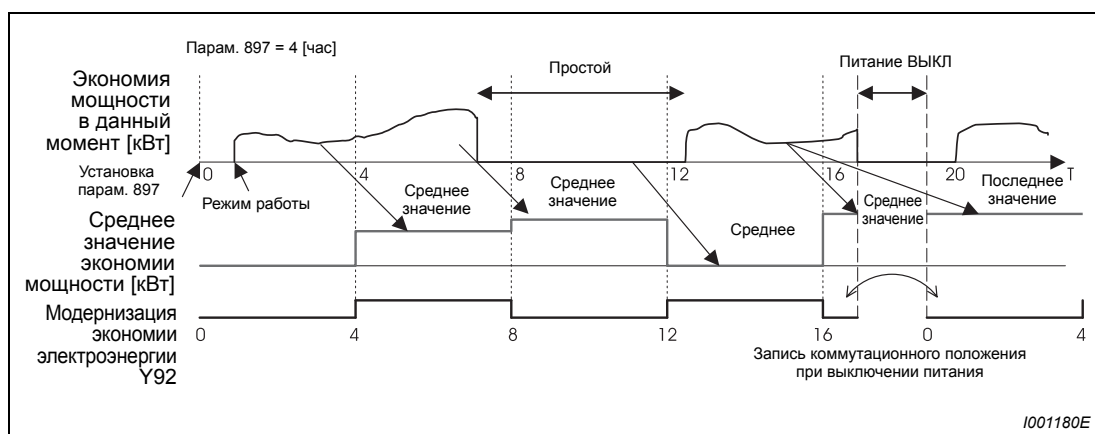 Парам. 897 = 4 [час]
Экономия
мощности
в данный
момент [кВт]
Простой
Питание ВЫКЛ
Установка
парам. 897
0
4
8
12
16
20
T
Режим работы
Среднее
значение
Среднее
значение
Среднее
Среднее
значение
Последнее
значение
Среднее
значение
экономии
мощности [кВт]
Модернизация
экономии
электроэнергии
Y92
0
4
8
12
16
0
4
Запись коммутационного положения
при выключении питания
I001180E